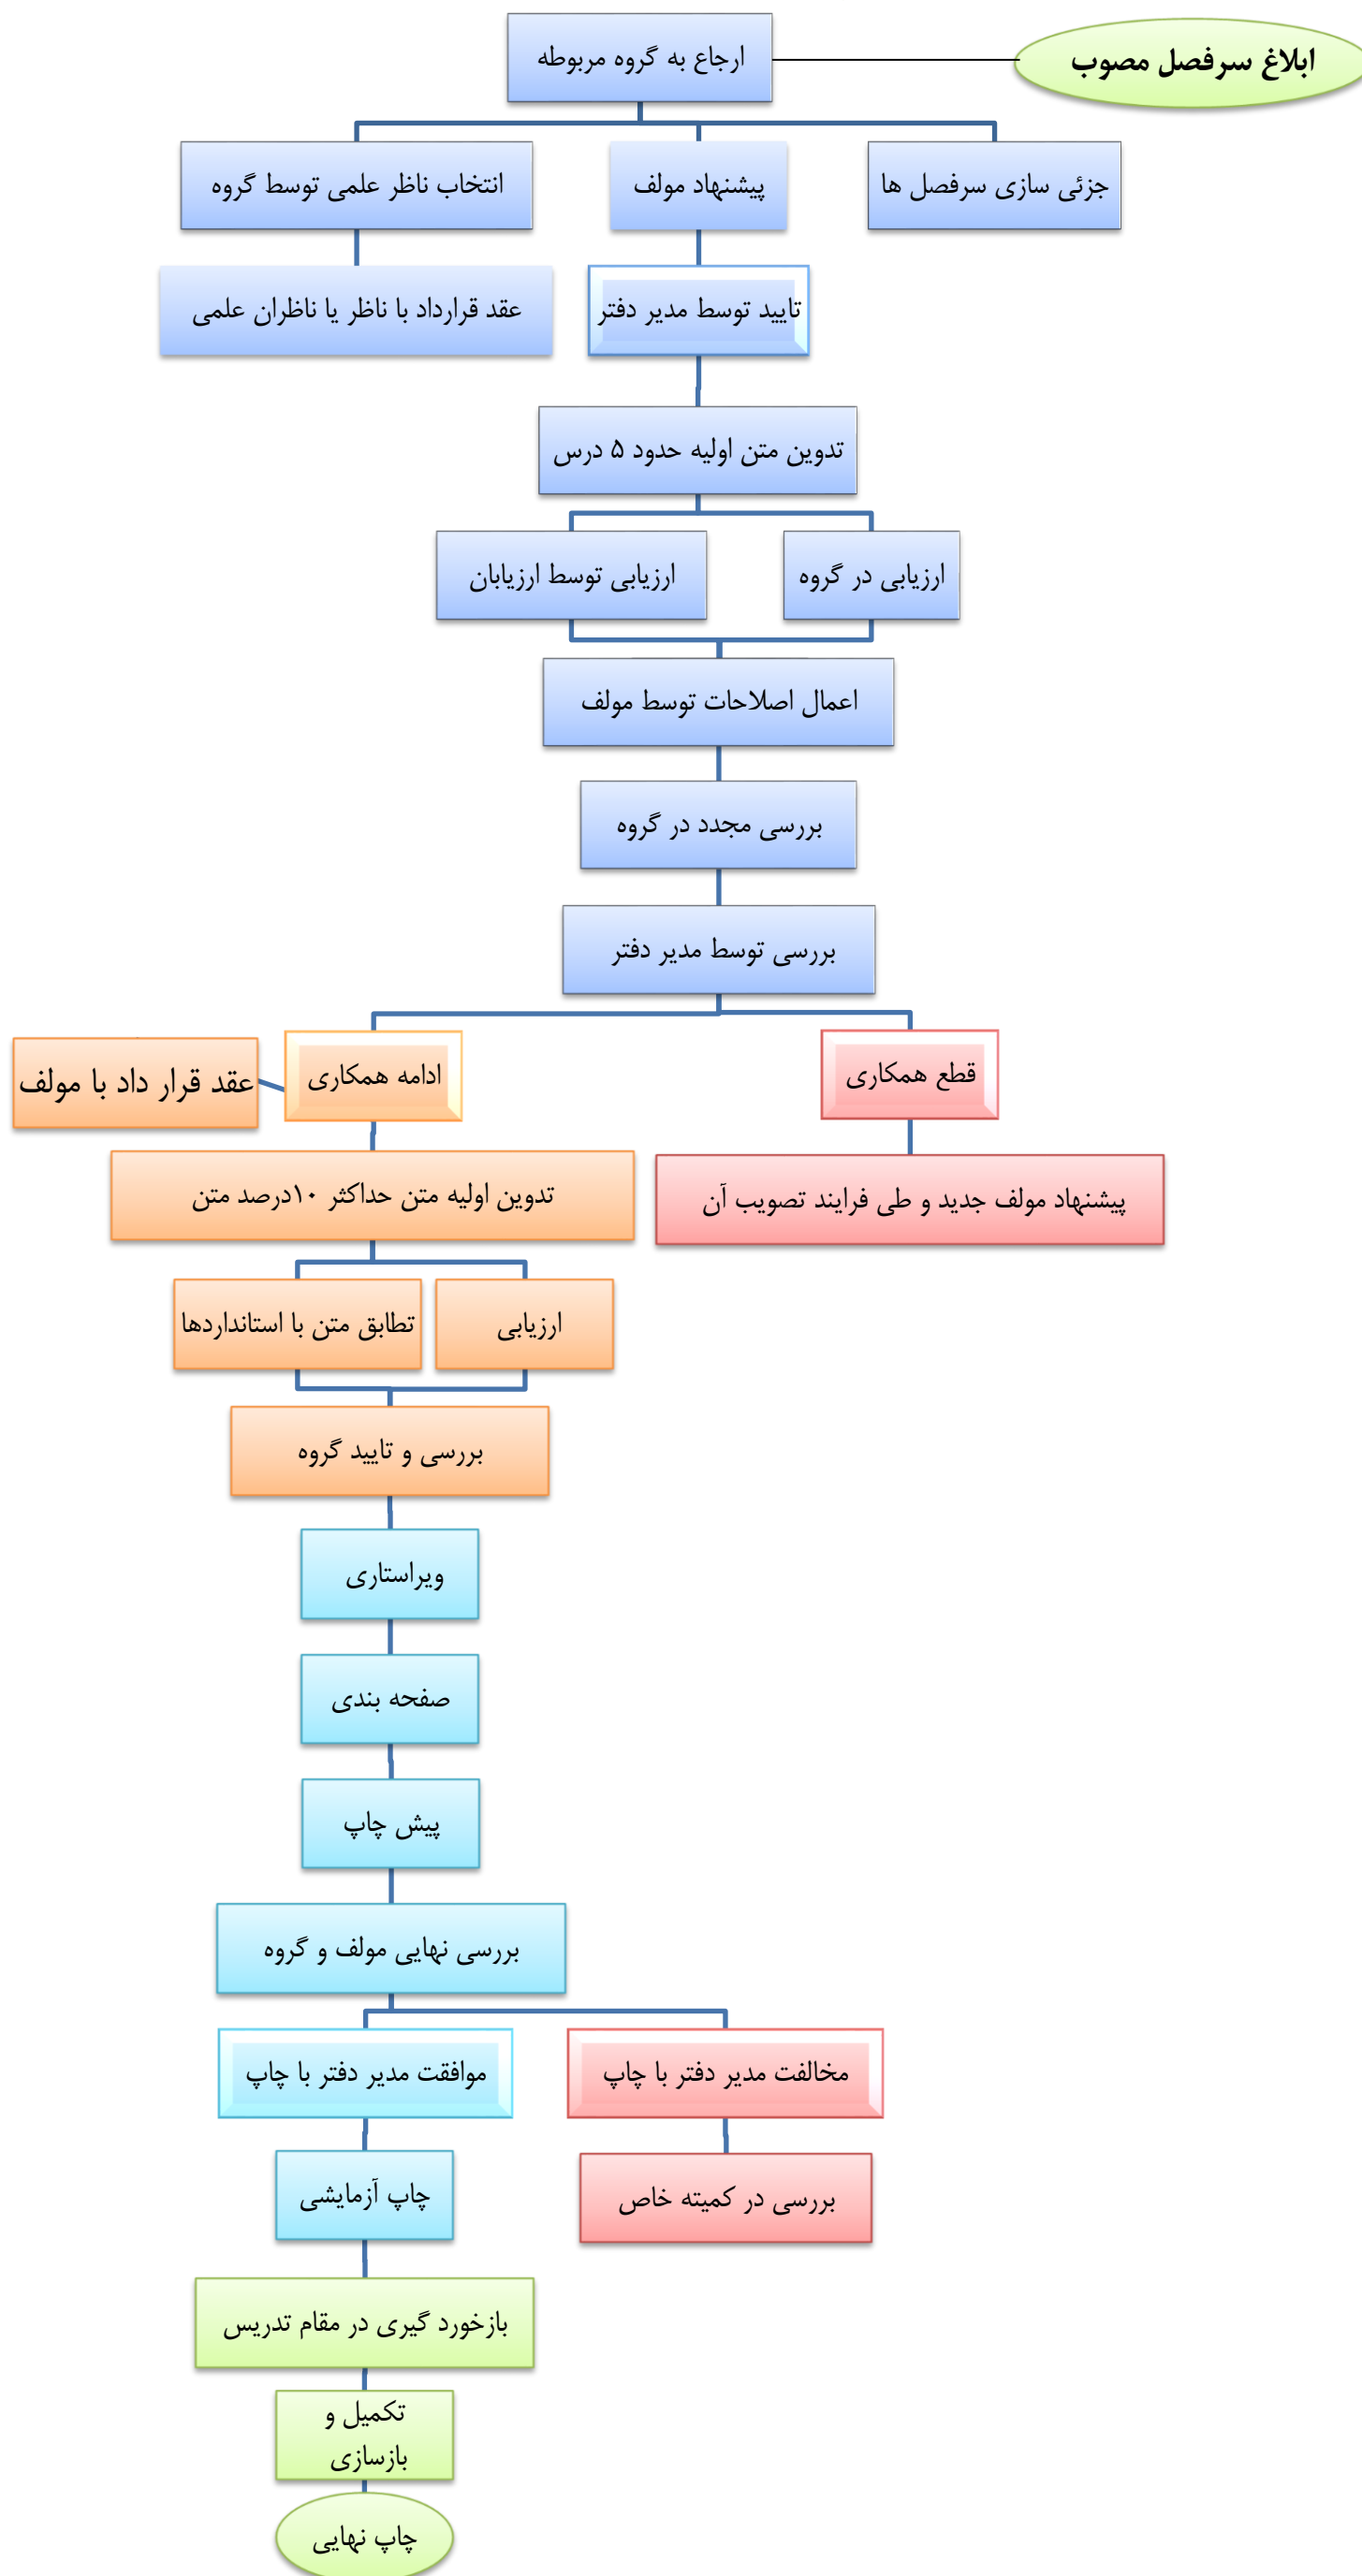 ابلاغ سرفصل مصوب
ارجاع به گروه مربوطه
جزئی سازی سرفصل ها
پیشنهاد مولف
انتخاب ناظر علمی توسط گروه
تایید توسط مدیر دفتر
عقد قرارداد با ناظر یا ناظران علمی
تدوین متن اولیه حدود ۵ درس
ارزیابی در گروه
ارزیابی توسط ارزیابان
اعمال اصلاحات توسط مولف
بررسی مجدد در گروه
بررسی توسط مدیر دفتر
قطع همکاری
ادامه همکاری
عقد قرار داد با مولف
پیشنهاد مولف جدید و طی فرایند تصویب آن
تدوین اولیه متن حداکثر ۱۰درصد متن
ارزیابی
تطابق متن با استانداردها
بررسی و تایید گروه
ویراستاری
صفحه بندی
پیش چاپ
بررسی نهایی مولف و گروه
مخالفت مدیر دفتر با چاپ
موافقت مدیر دفتر با چاپ
بررسی در کمیته خاص
چاپ آزمایشی
بازخورد گیری در مقام تدریس
تکمیل و
بازسازی
چاپ نهایی